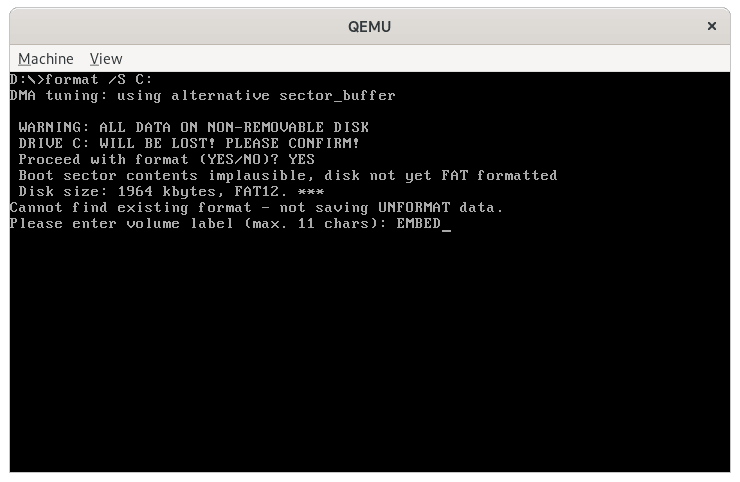 QEMU
×
Machine View
D:\>format /S C:
DMA tuning: using alternative sector_buffer
WARNING: ALL DATA ON NON-REMOVABLE DISK
DRIVE C: WILL BE LOST! PLEASE CONFIRM!
Proceed with format (YES/NO)? YES
Boot sector contents implausible, disk not yet FAT formatted
Disk size: 1964 kbytes, FAT12. ***
Cannot find existing format - not saving UNFORMAT data.
Please enter volume label (max. 11 chars): EMBED_